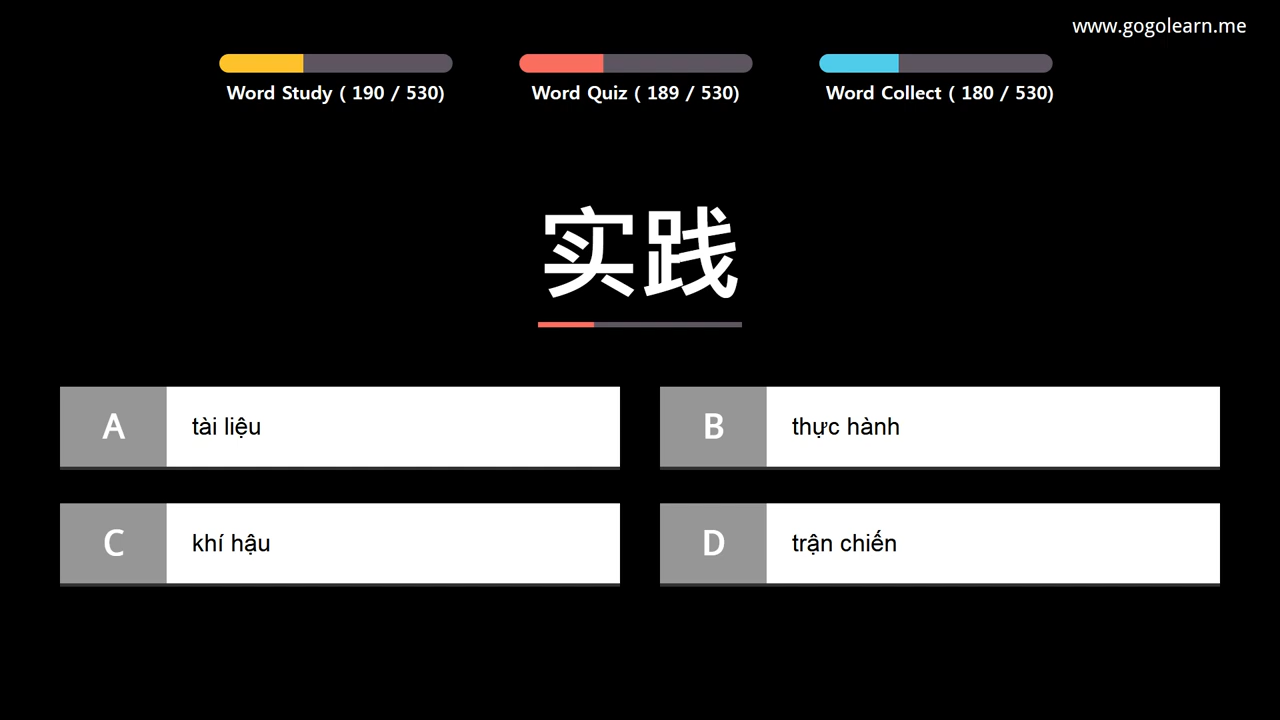 www.gogolearn.me
Word Study ( 190 / 530)
Word Quiz ( 189 / 530)
Word Collect ( 180 / 530)
实践
A tài liệu
B thực hành
C khí hậu
D trận chiến